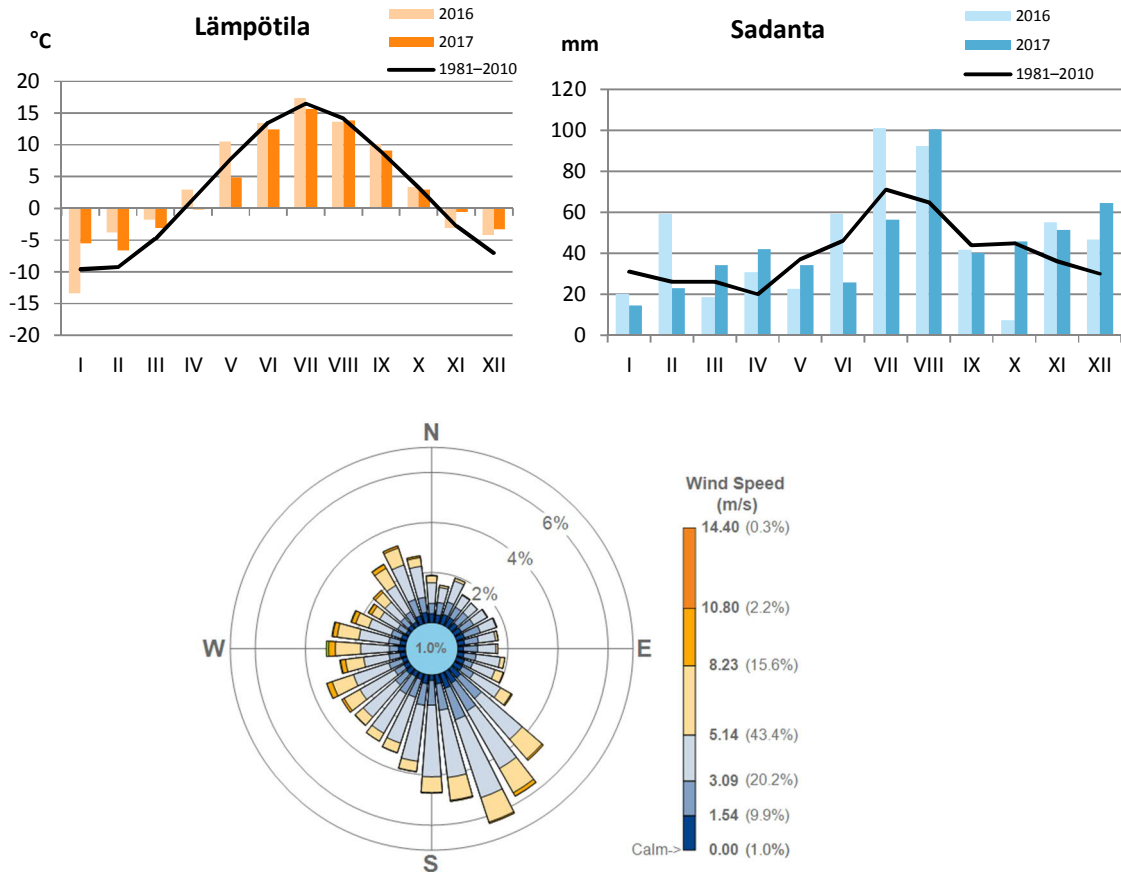 Lämpötila
°C
2016
2017
1981–2010
20
15
10
5
0
-5
-10
-15
-20
I II III IV V VI VII VIII IX X XI XII
Sadanta
mm
2016
2017
1981–2010
120
100
80
60
40
20
0
I II III IV V VI VII VIII IX X XI XII
N
6%
4%
2%
W
1.0%
E
S
Wind Speed
(m/s)
14.40 (0.3%)
10.80 (2.2%)
8.23 (15.6%)
5.14 (43.4%)
3.09 (20.2%)
1.54 (9.9%)
Calm-> 0.00 (1.0%)